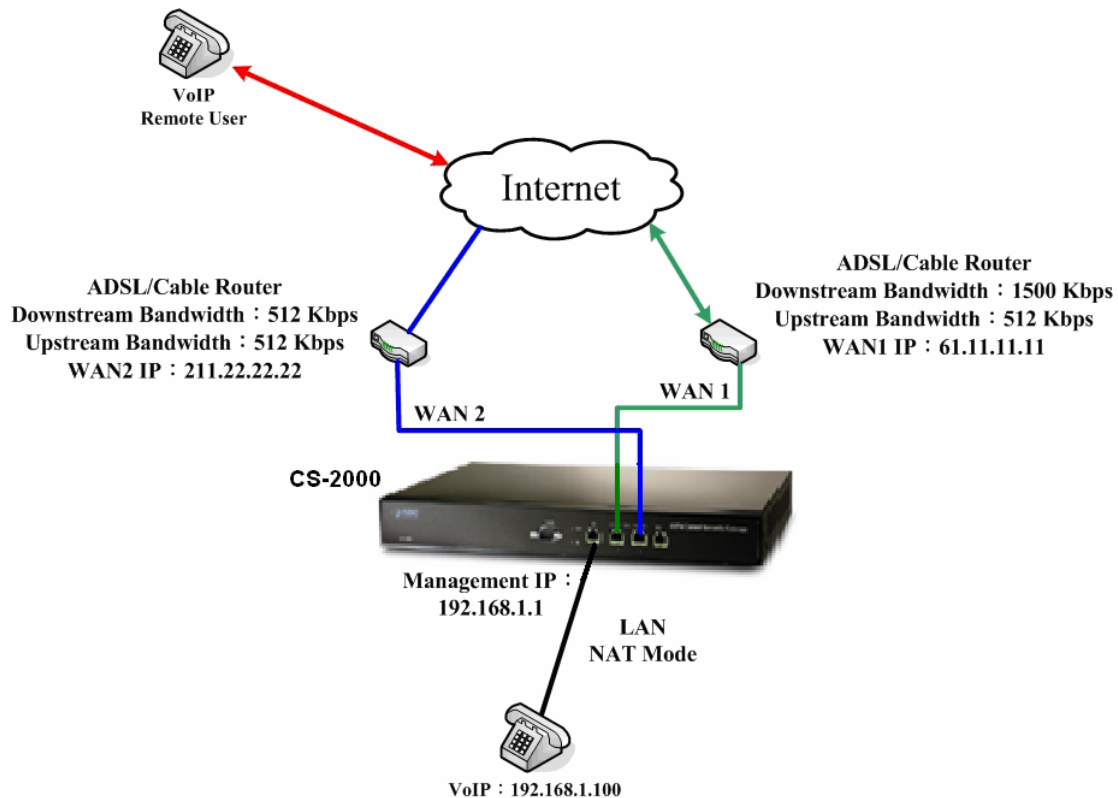 VoIP
Remote User
Internet
ADSL/Cable Router
Downstream Bandwidth：512 Kbps
Upstream Bandwidth：512 Kbps
WAN2 IP：211.22.22.22
ADSL/Cable Router
Downstream Bandwidth：1500 Kbps
Upstream Bandwidth：512 Kbps
WAN1 IP：61.11.11.11
WAN 1
WAN 2
CS-2000
Management IP：
192.168.1.1
LAN
NAT Mode
VoIP：192.168.1.100